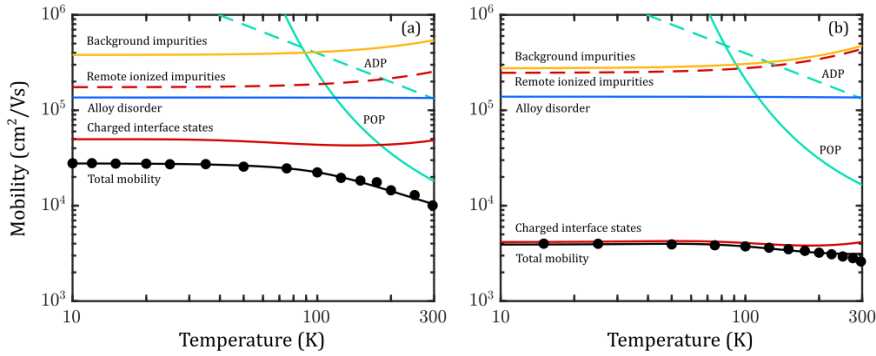 10^6
10^5
10^4
10^3
Mobility (cm^2/Vs)
(a)
Background impurities
Remote ionized impurities
ADP
Alloy disorder
POP
Charged interface states
Total mobility
10
100
300
Temperature (K)
10^6
10^5
10^4
10^3
(b)
Background impurities
ADP
Remote ionized impurities
Alloy disorder
POP
Charged interface states
Total mobility
10
100
300
Temperature (K)